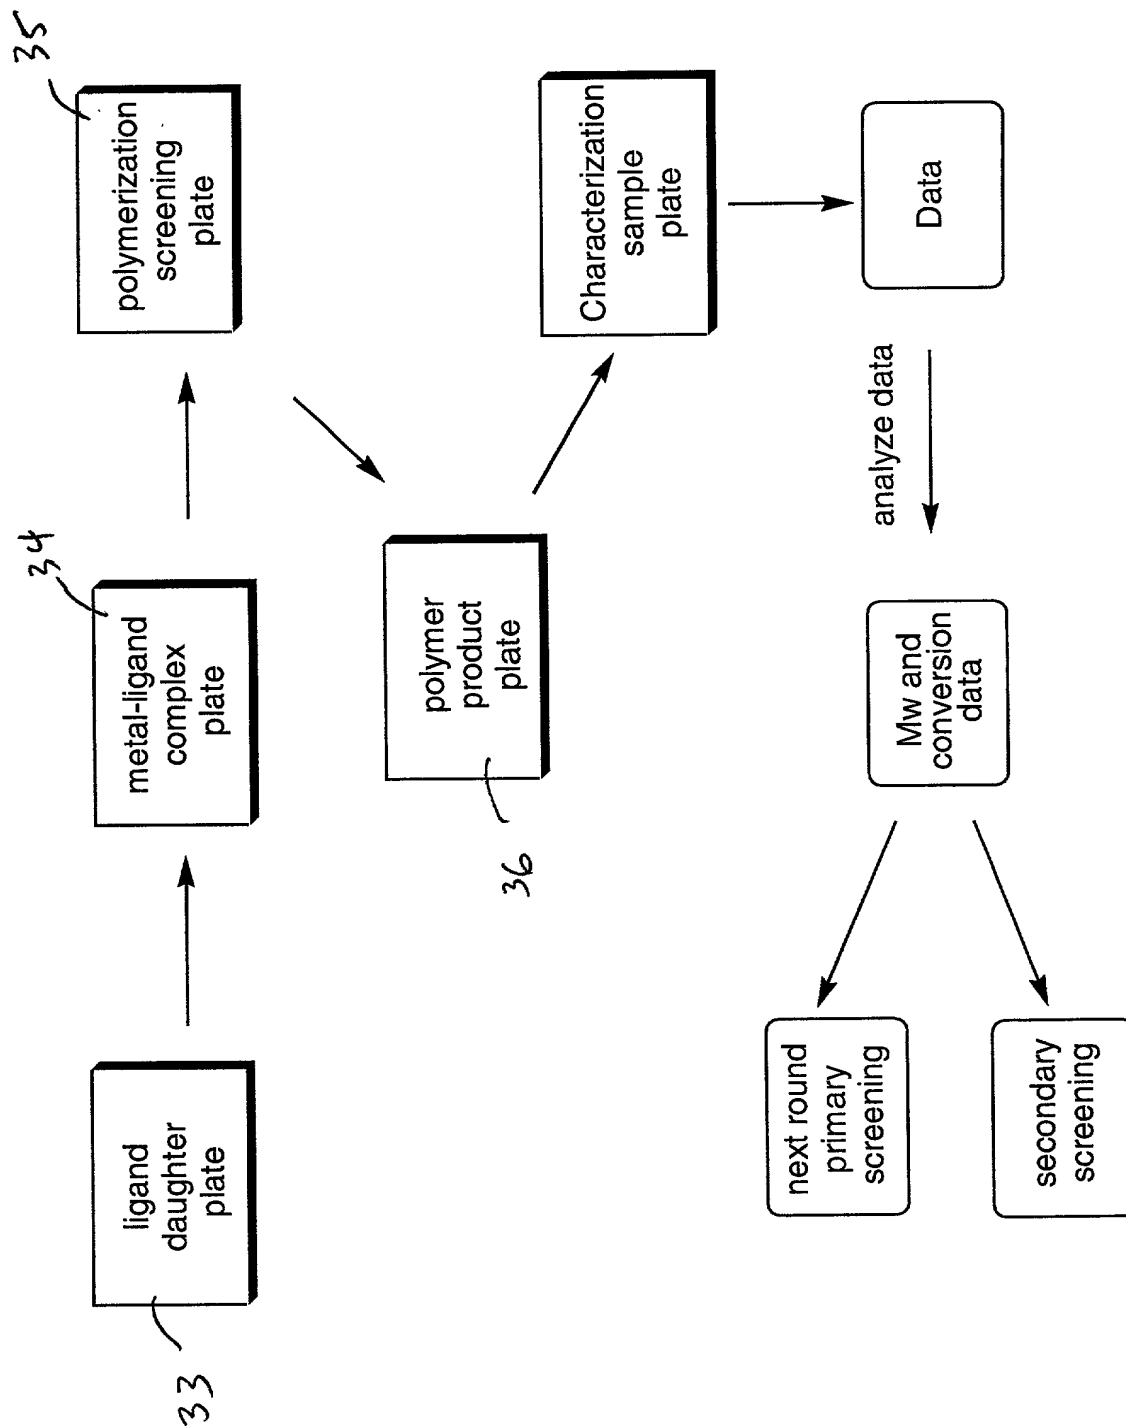 33
ligand
daughter
plate
34
metal-ligand
complex
plate
35
polymerization
screening
plate
36
polymer
product
plate
Characterization
sample
plate
Data
analyze data
Mw and
conversion
data
next round
primary
screening
secondary
screening